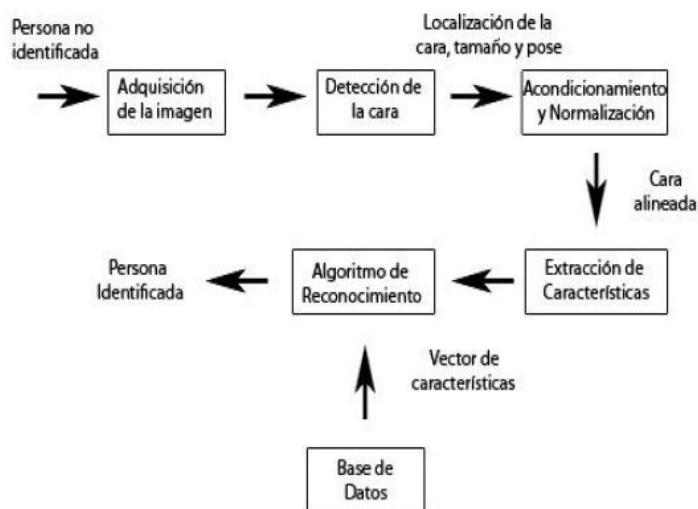 Persona no
identificada
Localización de la
cara, tamaño y pose
Adquisición
de la imagen
Detección de
la cara
Acondicionamiento
y Normalización
Cara
alineada
Extracción de
Características
Algoritmo de
Reconocimiento
Persona
Identificada
Vector de
características
Base de
Datos